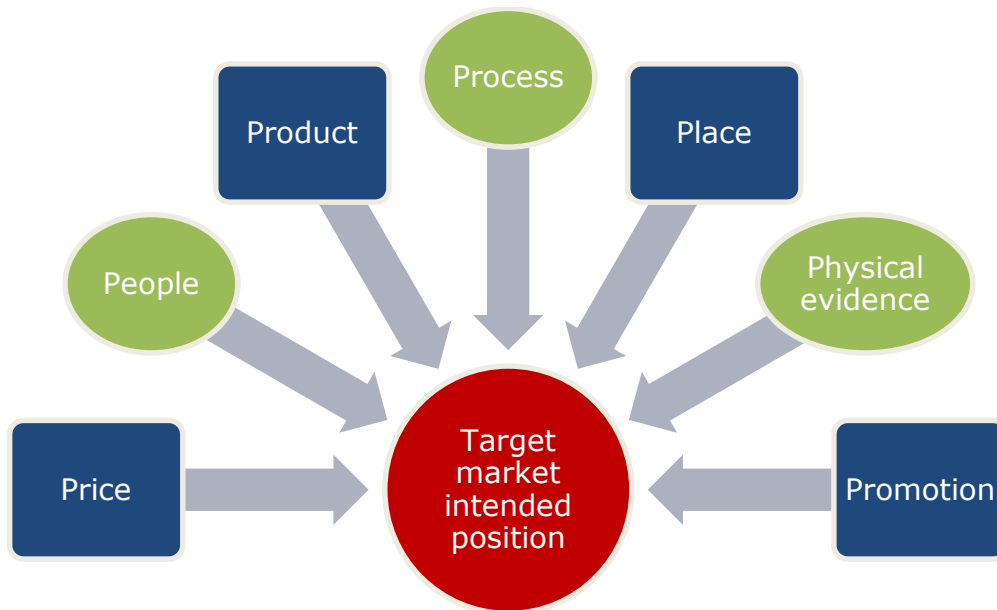 Process
Product
Place
People
Physical
evidence
Target
market
intended
position
Price
Promotion